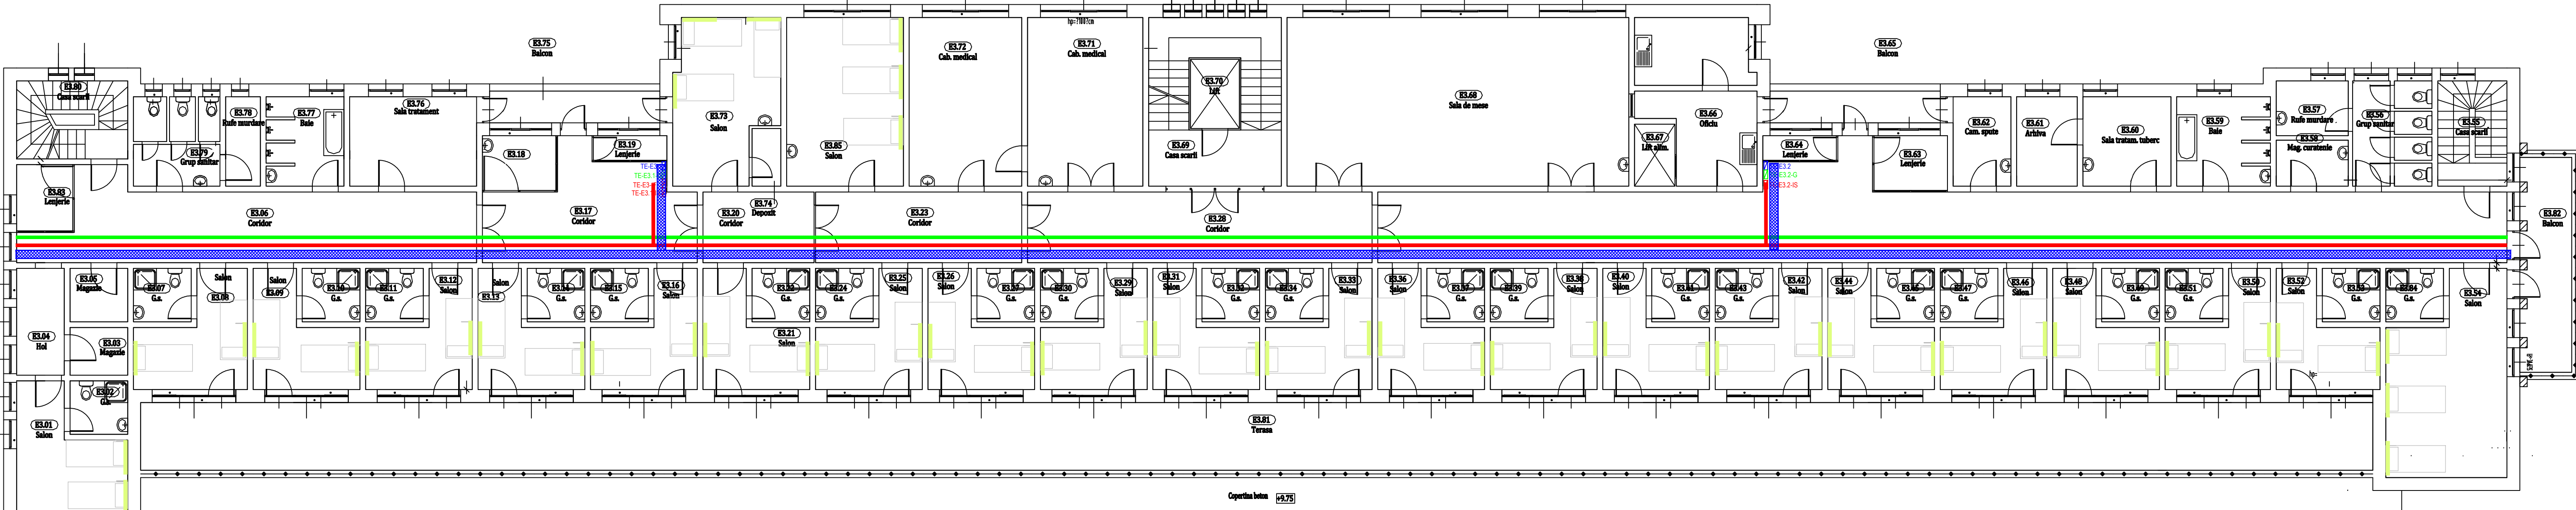 hp=?180?cm
E3.75
Balcon
E3.72
Cab. medical
E3.71
Cab. medical
E3.65
Balcon
E3.80
Casa scarii
E3.70
Lift
E3.68
Sala de mese
E3.76
Sala tratament
E3.78
Rufe murdare
E3.77
Baie
E3.73
Salon
E3.66
Oficiu
E3.62
Cam. spute
E3.61
Arhiva
E3.60
Sala tratam. tuberc
E3.59
Baie
E3.57
Rufe murdare
E3.58
Mag. curatenie
E3.56
Grup sanitar
E3.55
Casa scarii
E3.79
Grup sanitar
E3.18
E3.19
Lenjerie
E3.85
Salon
E3.69
Casa scarii
E3.67
Lift alim.
E3.64
Lenjerie
E3.63
Lenjerie
E3.83
Lenjerie
E3.06
Coridor
E3.17
Coridor
E3.20
Coridor
E3.74
Depozit
E3.23
Coridor
E3.28
Coridor
E3.82
Balcon
E3.05
Magazie
E3.07
G.s.
Salon
E3.08
Salon
E3.09
E3.10
G.s.
E3.11
G.s.
E3.12
Salon
Salon
E3.13
E3.14
G.s.
E3.15
G.s.
E3.16
Salon
E3.22
G.s.
E3.24
G.s.
E3.25
Salon
E3.26
Salon
E3.27
G.s.
E3.30
G.s.
E3.29
Salon
E3.31
Salon
E3.32
G.s.
E3.34
G.s.
E3.33
Salon
E3.36
Salon
E3.37
G.s.
E3.39
G.s.
E3.38
Salon
E3.40
Salon
E3.41
G.s.
E3.43
G.s.
E3.42
Salon
E3.44
Salon
E3.45
G.s.
E3.47
G.s.
E3.46
Salon
E3.48
Salon
E3.49
G.s.
E3.51
G.s.
E3.50
Salon
E3.52
Salon
E3.53
G.s.
E3.84
G.s.
E3.54
Salon
E3.04
Hol
E3.03
Magazie
E3.21
Salon
hp=
E3.02
G.s.
E3.01
Salon
E3.81
Terasa
Copertina beton
+9.75